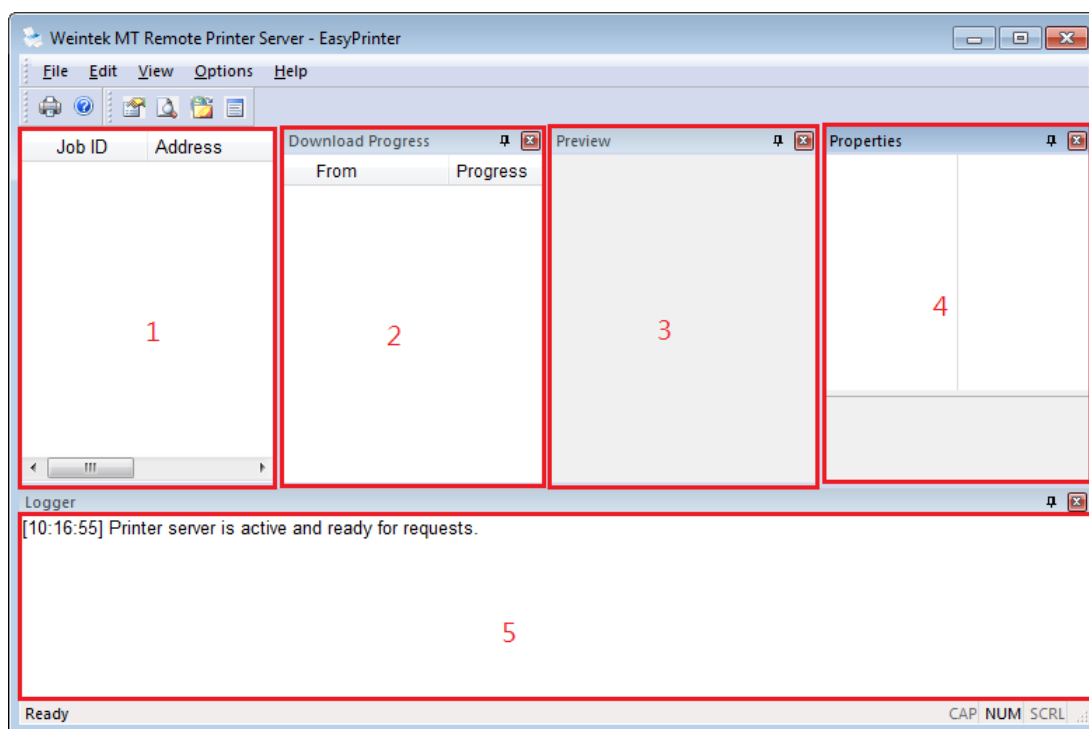 Weintek MT Remote Printer Server - EasyPrinter
File Edit View Options Help
Job ID Address
Download Progress
From Progress
Preview
Properties
1
2
3
4
Logger
[10:16:55] Printer server is active and ready for requests.
5
Ready
CAP NUM SCRL